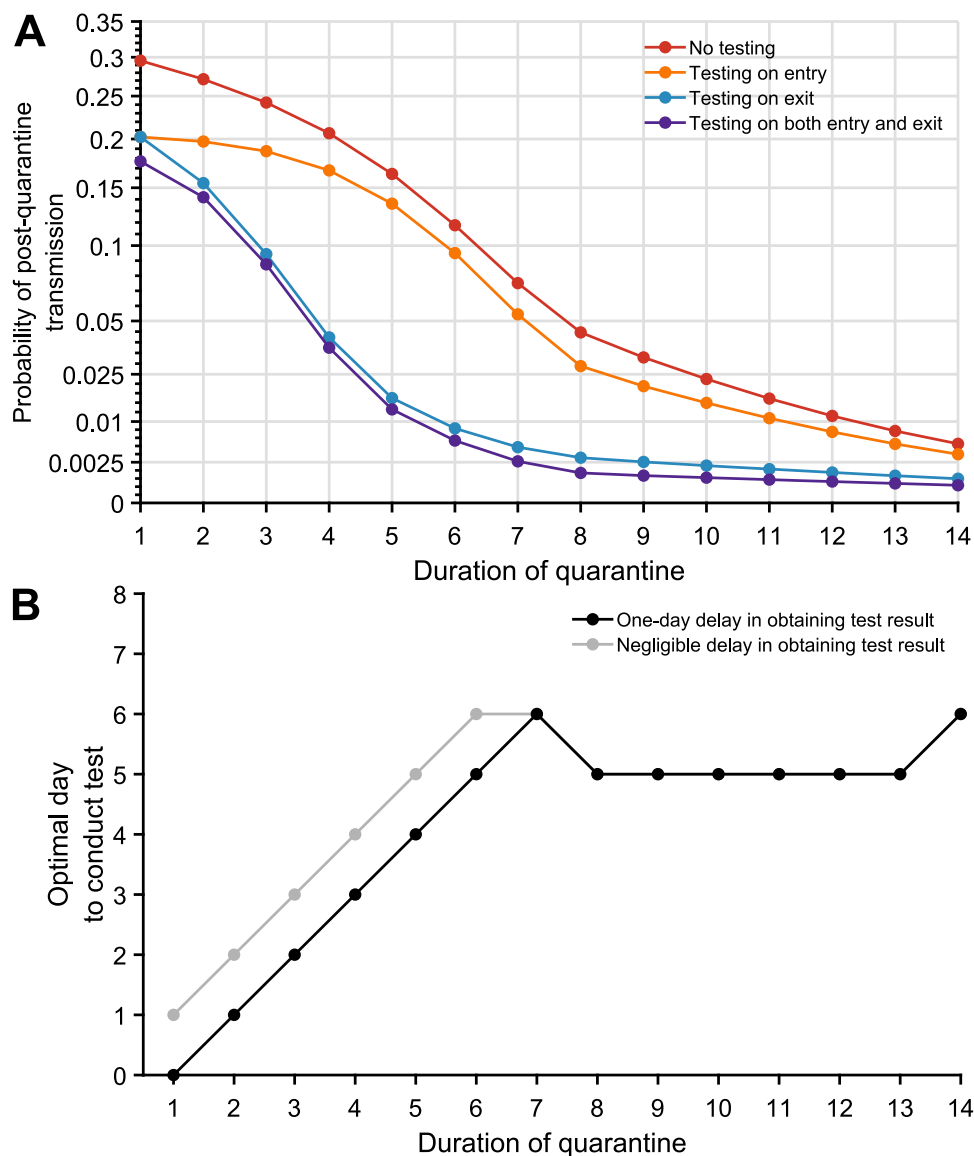 A
0.35
0.3
0.25
0.2
0.15
0.1
0.05
0.025
0.01
0.0025
0
Probability of post-quarantine
transmission
No testing
Testing on entry
Testing on exit
Testing on both entry and exit
1 2 3 4 5 6 7 8 9 10 11 12 13 14
Duration of quarantine
B
8
7
6
5
4
3
2
1
0
Optimal day
to conduct test
One-day delay in obtaining test result
Negligible delay in obtaining test result
1 2 3 4 5 6 7 8 9 10 11 12 13 14
Duration of quarantine